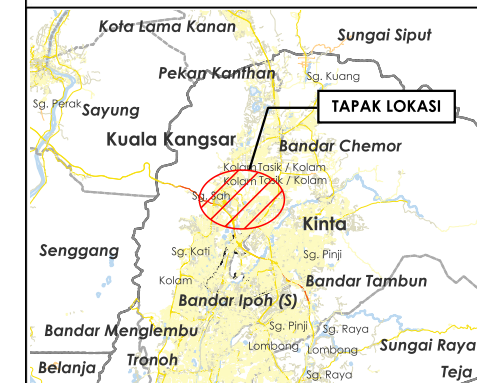 Kota Lama Kanan
Sungai Siput
Pekan Kanthan
Sg. Kuang
Sg. Perak
Sayung
TAPAK LOKASI
Kuala Kangsar
Bandar Chemor
Kolam Tasik / Kolam
Kolam Tasik / Kolam
Sg. Bah
Kinta
Senggang
Sg. Kati
Sg. Pinji
Kolam
Bandar Tambun
Bandar Ipoh (S)
Bandar Menglembu
Sg. Pinji
Sg. Raya
Lombong
Lombong
Sungai Raya
Belanja
Tronoh
Sg. Raya
Teja